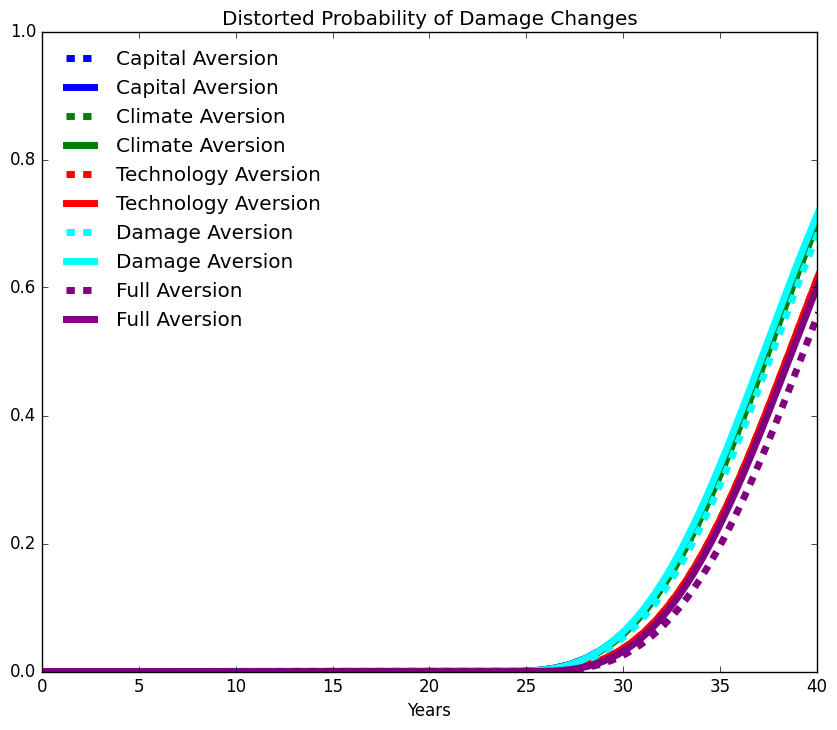 Distorted Probability of Damage Changes
1.0
0.8
0.6
0.4
0.2
0.0
Capital Aversion
Capital Aversion
Climate Aversion
Climate Aversion
Technology Aversion
Technology Aversion
Damage Aversion
Damage Aversion
Full Aversion
Full Aversion
0 5 10 15 20 25 30 35 40
Years